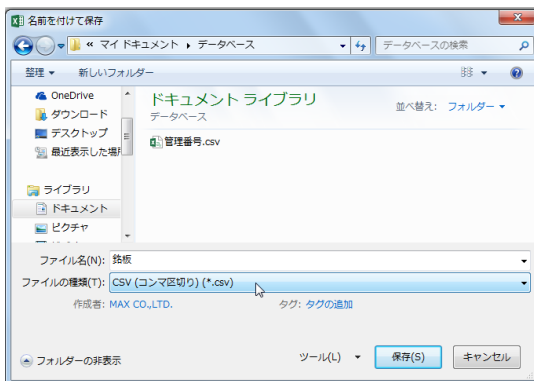 名前を付けて保存
« マイ ドキュメント ▸ データベース
データベースの検索
整理 ▼ 新しいフォルダー
OneDrive
ダウンロード
デスクトップ
最近表示した場所
ライブラリ
ドキュメント
ピクチャ
ドキュメント ライブラリ
データベース
並べ替え: フォルダー ▼
管理番号.csv
ファイル名(N): 銘板
ファイルの種類(T): CSV (コンマ区切り) (*.csv)
作成者: MAX CO.,LTD. タグ: タグの追加
フォルダーの非表示
ツール(L) ▼ 保存(S) キャンセル